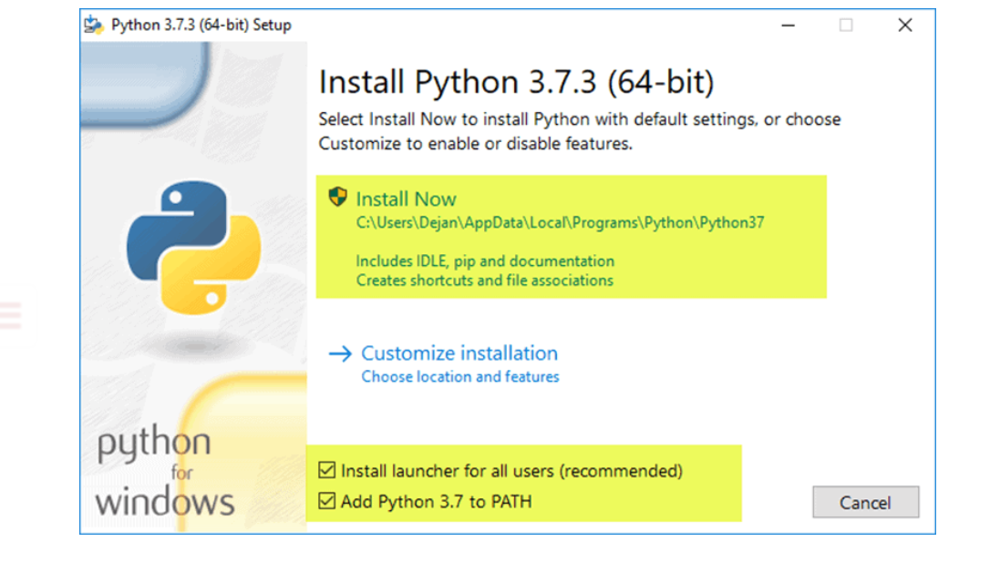 Python 3.7.3 (64-bit) Setup
Install Python 3.7.3 (64-bit)
Select Install Now to install Python with default settings, or choose
Customize to enable or disable features.
Install Now
C:\Users\Dejan\AppData\Local\Programs\Python\Python37
Includes IDLE, pip and documentation
Creates shortcuts and file associations
Customize installation
Choose location and features
python
for
windows
Install launcher for all users (recommended)
Add Python 3.7 to PATH
Cancel